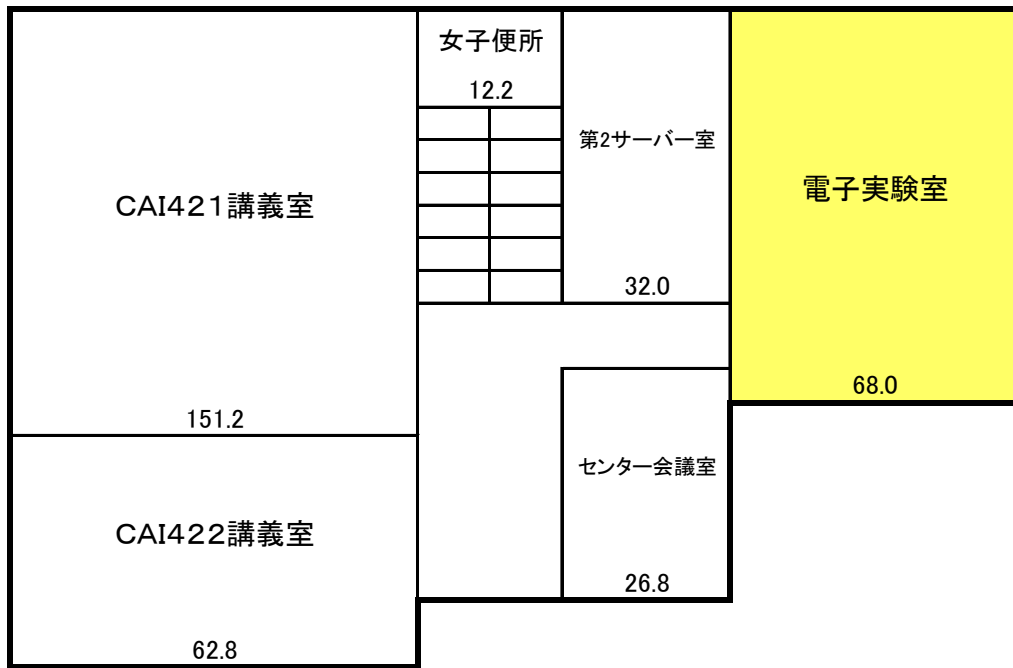 女子便所
12.2
第2サーバー室
32.0
電子実験室
68.0
CAI421講義室
151.2
センター会議室
26.8
CAI422講義室
62.8